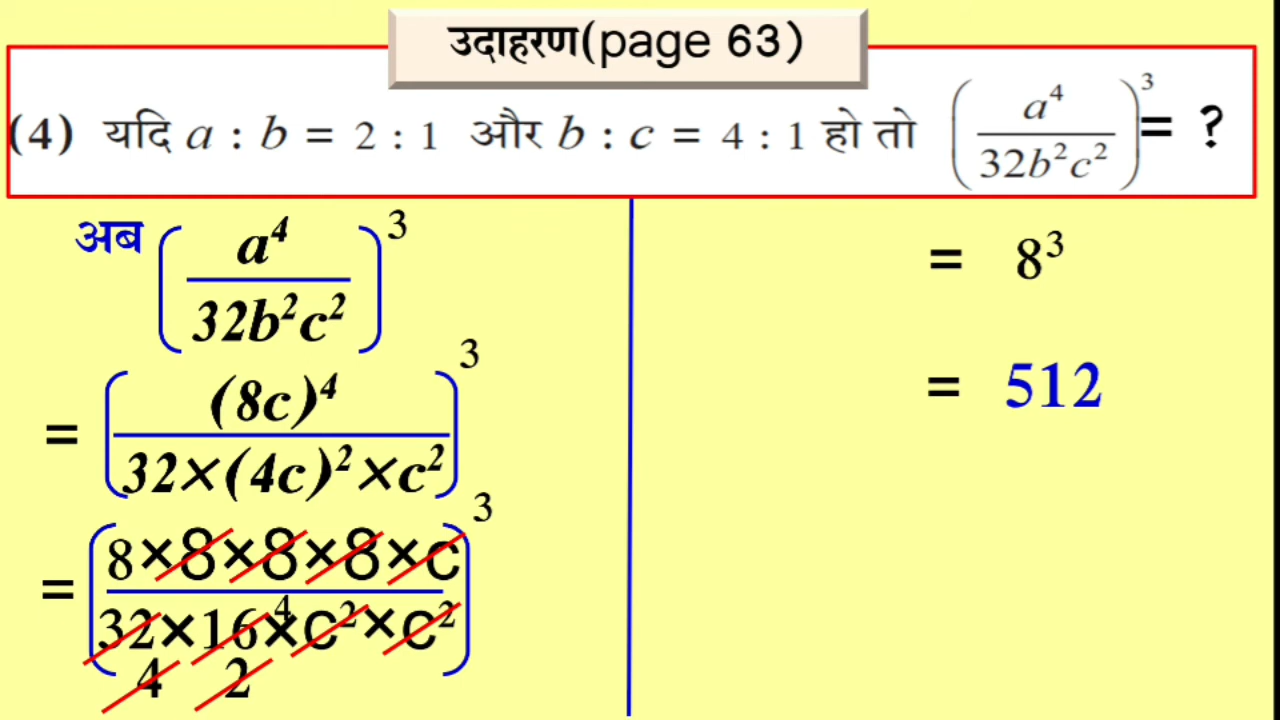 उदाहरण(page 63)
(4) यदि a : b = 2 : 1 और b : c = 4 : 1 हो तो (a⁴/32b²c²)³ = ?
अब (a⁴/32b²c²)³
= ((8c)⁴/32×(4c)²×c²)³
= (8×8×8×8×c⁴/32×16×c²×c²)³
4 2
= 8³
= 512